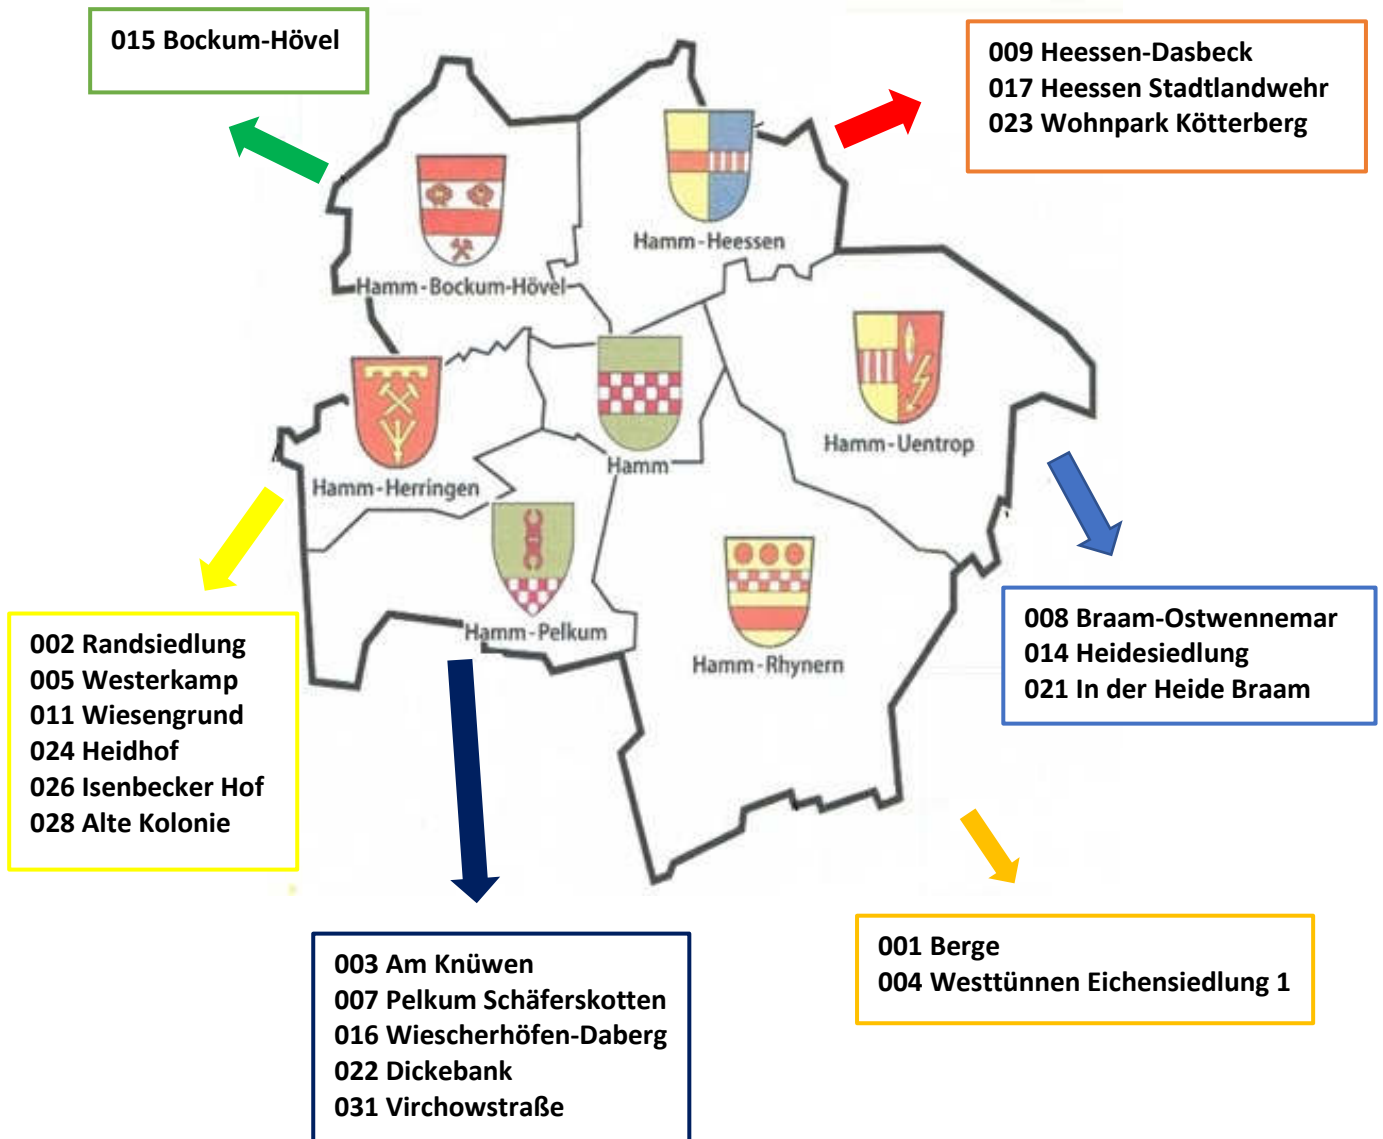 015 Bockum-Hövel
009 Heessen-Dasbeck
017 Heessen Stadtlandwehr
023 Wohnpark Kötterberg
Hamm-Heessen
Hamm-Bockum-Hövel
Hamm-Uentrop
Hamm
Hamm-Herringen
Hamm-Pelkum
Hamm-Rhynern
002 Randsiedlung
005 Westerkamp
011 Wiesengrund
024 Heidhof
026 Isenbecker Hof
028 Alte Kolonie
008 Braam-Ostwennemar
014 Heidesiedlung
021 In der Heide Braam
003 Am Knüwen
007 Pelkum Schäferskotten
016 Wiescherhöfen-Daberg
022 Dickebank
031 Virchowstraße
001 Berge
004 Westtünnen Eichensiedlung 1